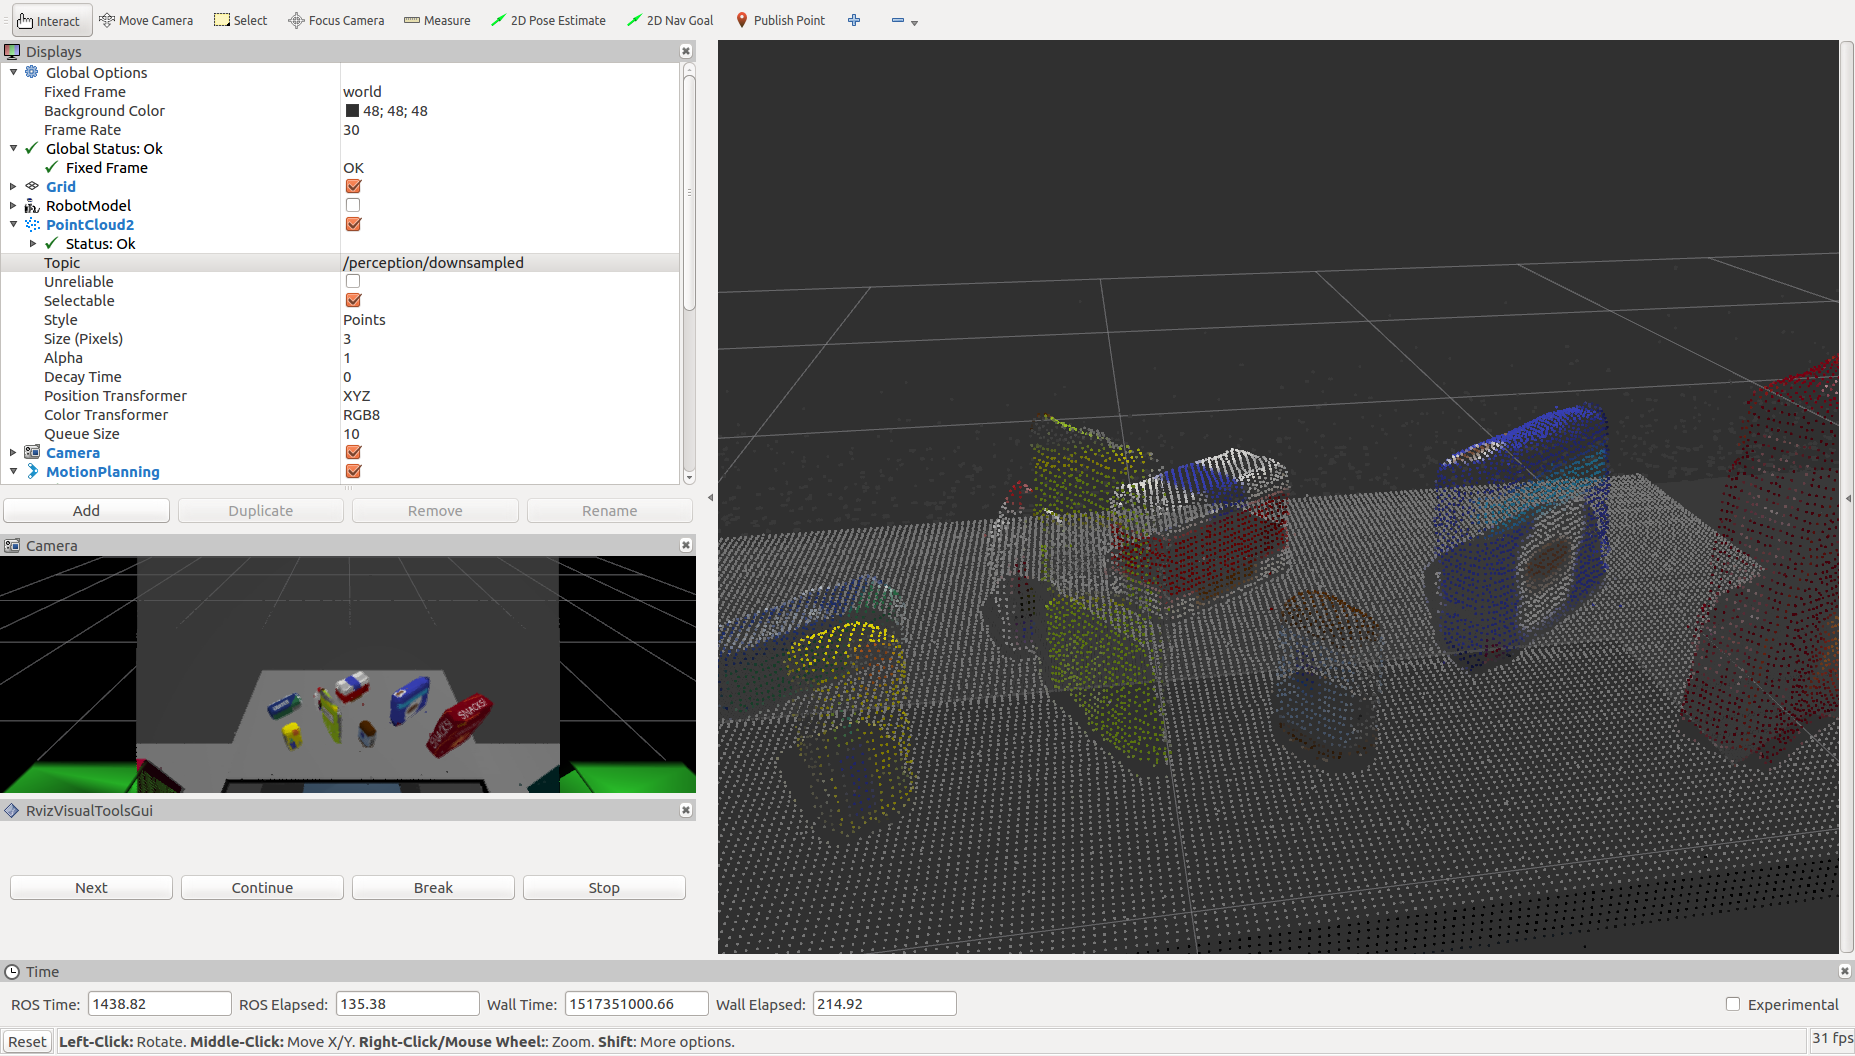 Interact Move Camera Select Focus Camera Measure 2D Pose Estimate 2D Nav Goal Publish Point
Displays
Global Options
Fixed Frame world
Background Color 48; 48; 48
Frame Rate 30
Global Status: Ok
Fixed Frame OK
Grid
RobotModel
PointCloud2
Status: Ok
Topic /perception/downsampled
Unreliable
Selectable
Style Points
Size (Pixels) 3
Alpha 1
Decay Time 0
Position Transformer XYZ
Color Transformer RGB8
Queue Size 10
Camera
MotionPlanning
Add Duplicate Remove Rename
Camera
SNACKS!
SNACKS!
RvizVisualToolsGui
Next Continue Break Stop
Time
ROS Time: 1438.82 ROS Elapsed: 135.38 Wall Time: 1517351000.66 Wall Elapsed: 214.92 Experimental
Reset Left-Click: Rotate. Middle-Click: Move X/Y. Right-Click/Mouse Wheel:: Zoom. Shift: More options. 31 fps